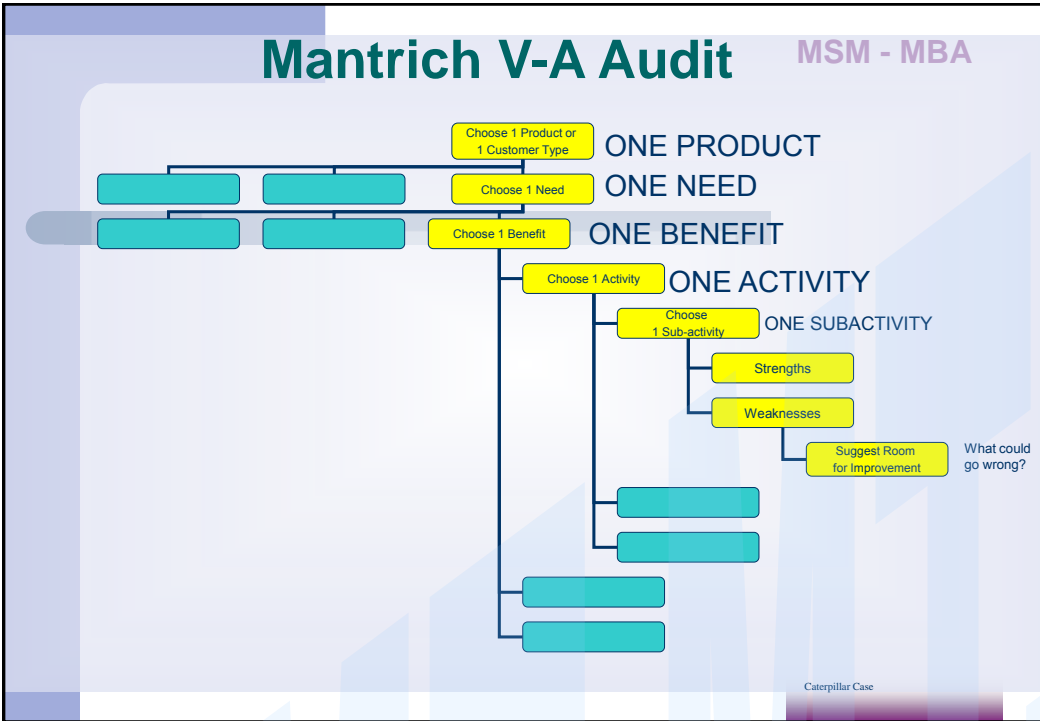 Mantrich V-A Audit
MSM - MBA
Choose 1 Product or
1 Customer Type
ONE PRODUCT
Choose 1 Need
ONE NEED
Choose 1 Benefit
ONE BENEFIT
Choose 1 Activity
ONE ACTIVITY
Choose
1 Sub-activity
ONE SUBACTIVITY
Strengths
Weaknesses
Suggest Room
for Improvement
What could
go wrong?
Caterpillar Case